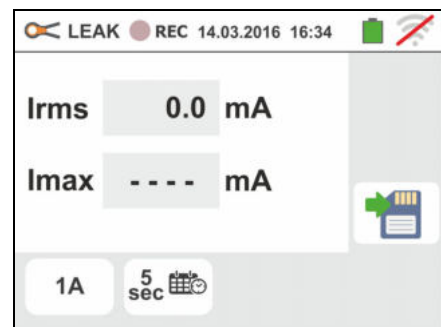 LEAK REC 14.03.2016 16:34
Irms 0.0 mA
Imax - - - - mA
1A 5 sec